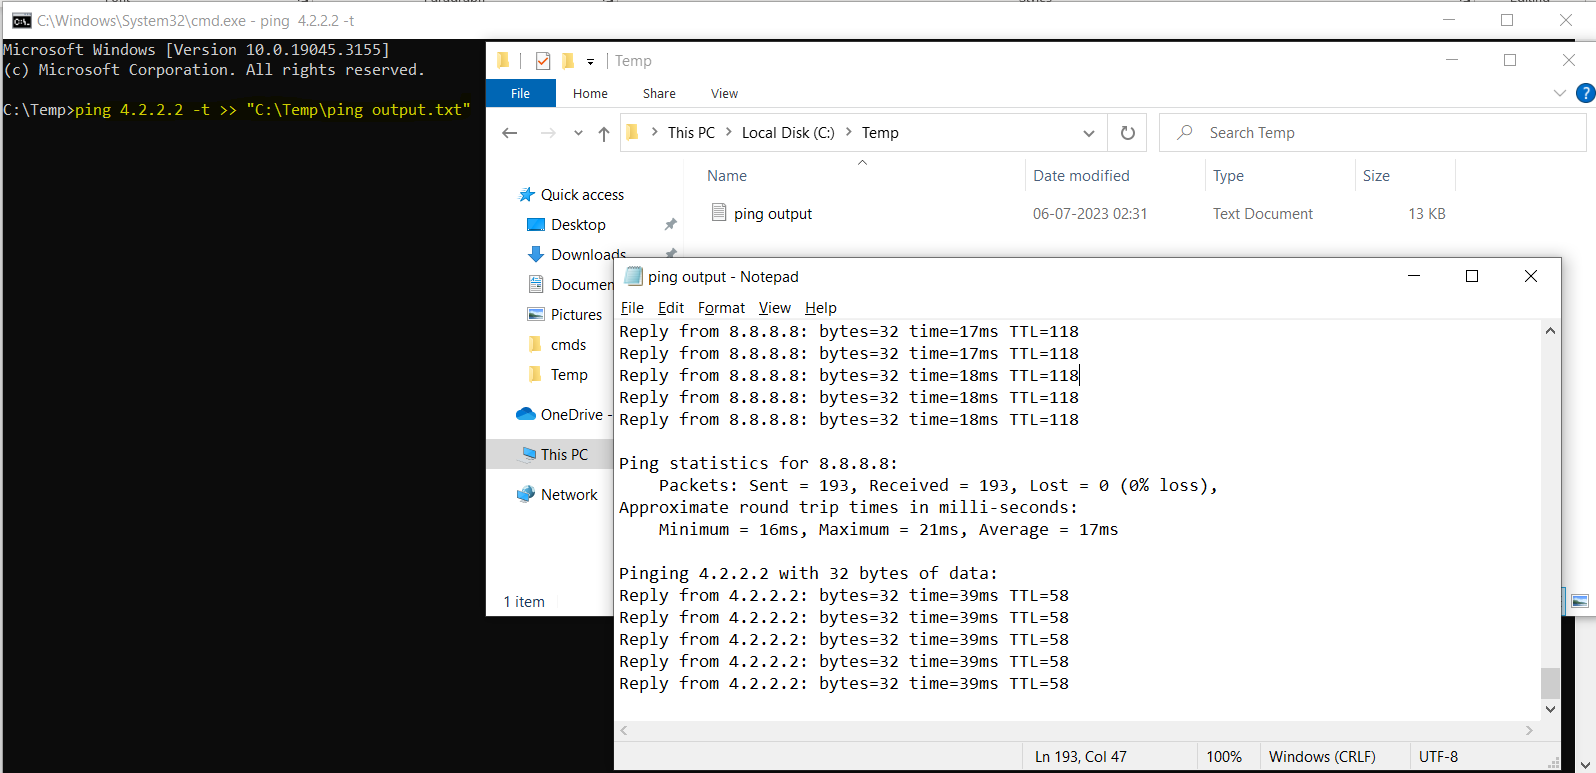 C:\Windows\System32\cmd.exe - ping  4.2.2.2 -t
Microsoft Windows [Version 10.0.19045.3155]
(c) Microsoft Corporation. All rights reserved.
C:\Temp>ping 4.2.2.2 -t >> "C:\Temp\ping output.txt"
Temp
File Home Share View
This PC > Local Disk (C:) > Temp
Search Temp
Name Date modified Type Size
ping output 06-07-2023 02:31 Text Document 13 KB
Quick access
Desktop
Downloads
Documen
Pictures
cmds
Temp
OneDrive -
This PC
Network
1 item
ping output - Notepad
File Edit Format View Help
Reply from 8.8.8.8: bytes=32 time=17ms TTL=118
Reply from 8.8.8.8: bytes=32 time=17ms TTL=118
Reply from 8.8.8.8: bytes=32 time=18ms TTL=118
Reply from 8.8.8.8: bytes=32 time=18ms TTL=118
Reply from 8.8.8.8: bytes=32 time=18ms TTL=118
Ping statistics for 8.8.8.8:
Packets: Sent = 193, Received = 193, Lost = 0 (0% loss),
Approximate round trip times in milli-seconds:
Minimum = 16ms, Maximum = 21ms, Average = 17ms
Pinging 4.2.2.2 with 32 bytes of data:
Reply from 4.2.2.2: bytes=32 time=39ms TTL=58
Reply from 4.2.2.2: bytes=32 time=39ms TTL=58
Reply from 4.2.2.2: bytes=32 time=39ms TTL=58
Reply from 4.2.2.2: bytes=32 time=39ms TTL=58
Reply from 4.2.2.2: bytes=32 time=39ms TTL=58
Ln 193, Col 47 100% Windows (CRLF) UTF-8